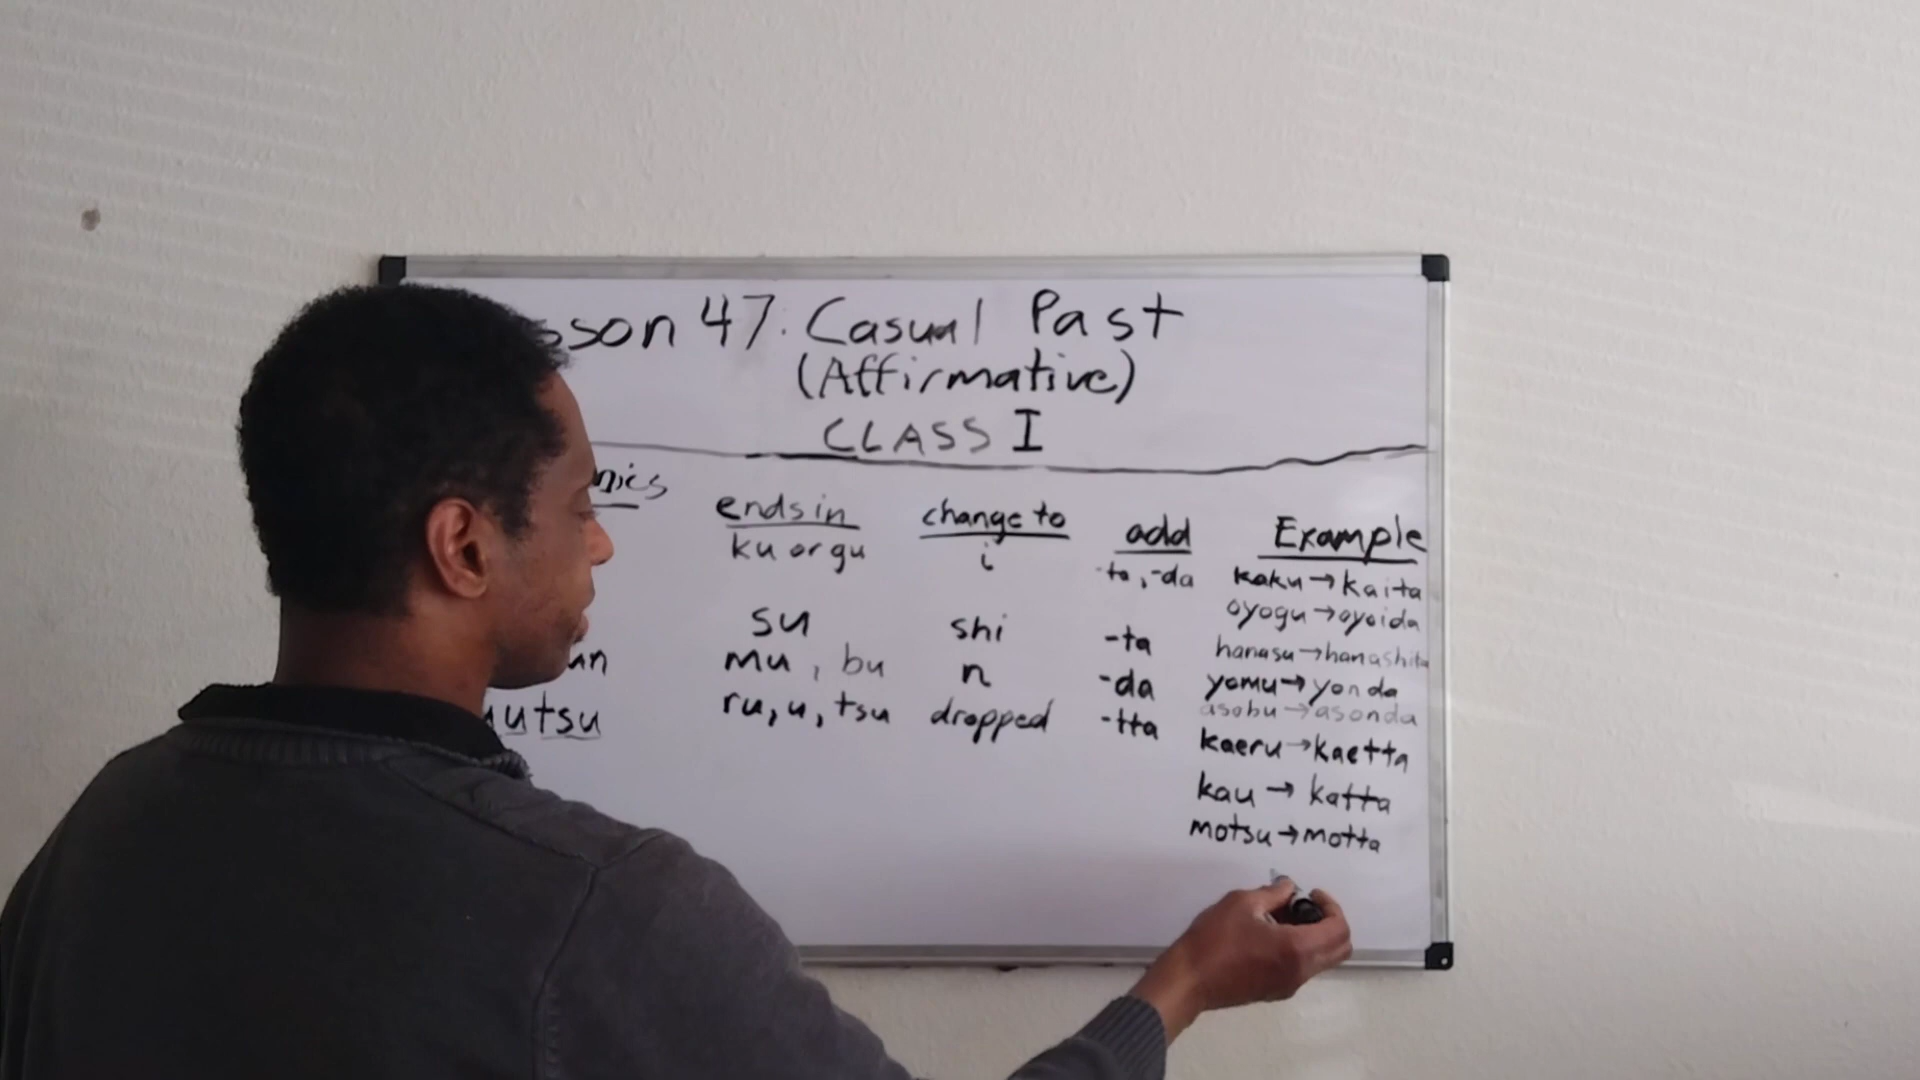 sson 47: Casual Past
(Affirmative)
CLASS I
mics
ends in change to add Example
ku or gu i -ta, -da kaku → kaita
oyogu → oyoida
su shi -ta hanasu → hanashita
un mu, bu n -da yomu → yonda
asobu → asonda
utsu ru, u, tsu dropped -tta kaeru → kaetta
kau → katta
motsu → motta